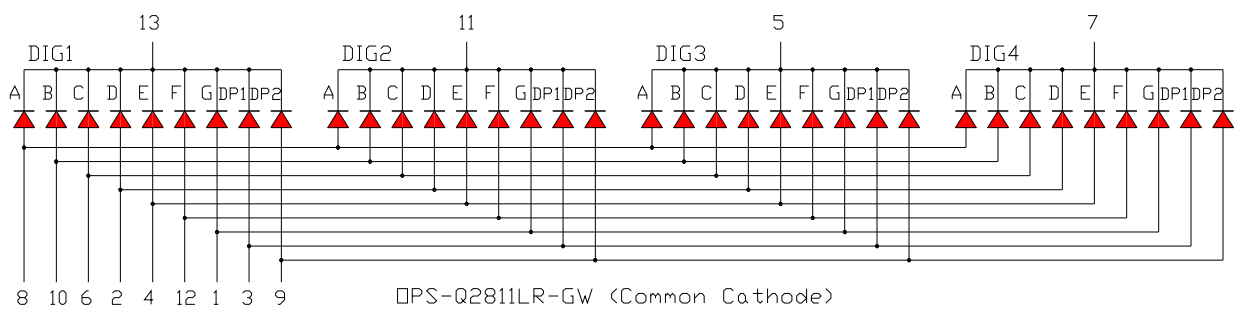 13 11 5 7
DIG1 DIG2 DIG3 DIG4
A B C D E F G DP1 DP2 A B C D E F G DP1 DP2 A B C D E F G DP1 DP2 A B C D E F G DP1 DP2
8 10 6 2 4 12 1 3 9
OPS-Q2811LR-GW (Common Cathode)